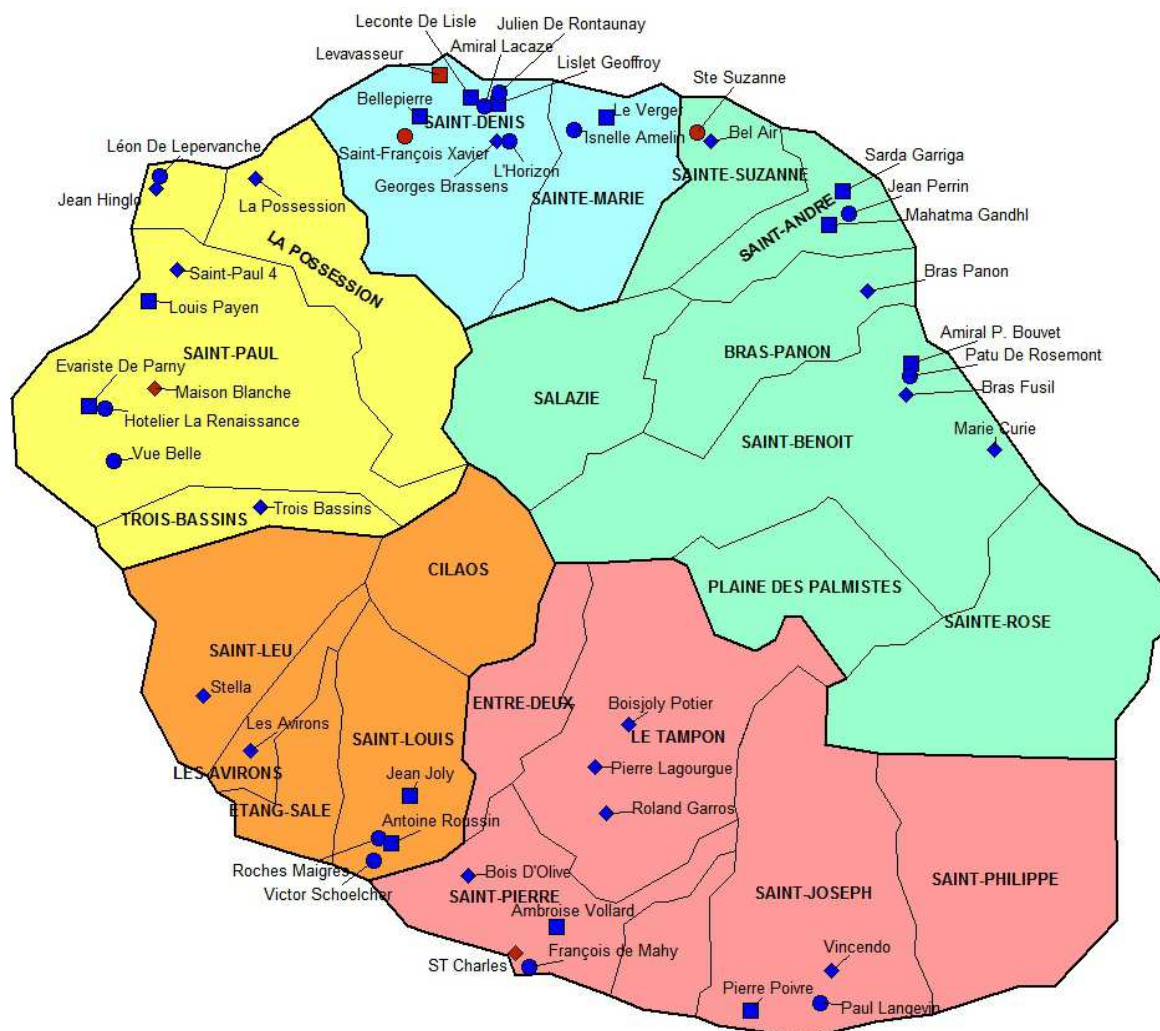 Leconte De Lisle
Julien De Rontaunay
Levavasseur
Amiral Lacaze
Lislet Geoffroy
Ste Suzanne
Bellepierre
Le Verger
SAINT-DENIS
Isnelle Amelin
Bel Air
Léon De Lepervanche
Saint-François Xavier
L'Horizon
Sarda Garriga
Jean Hinglo
La Possession
Georges Brassens
SAINTE-MARIE
SAINTE-SUZANNE
Jean Perrin
SAINT-ANDRE
Mahatma GandhI
LA POSSESSION
Saint-Paul 4
Bras Panon
Louis Payen
SAINT-PAUL
BRAS-PANON
Amiral P. Bouvet
Evariste De Parny
Patu De Rosemont
Maison Blanche
SALAZIE
Bras Fusil
Hotelier La Renaissance
Marie Curie
SAINT-BENOIT
Vue Belle
TROIS-BASSINS
Trois Bassins
CILAOS
PLAINE DES PALMISTES
SAINTE-ROSE
SAINT-LEU
Stella
ENTRE-DEUX
Boisjoly Potier
Les Avirons
SAINT-LOUIS
LE TAMPON
LES AVIRONS
Jean Joly
Pierre Lagourgue
ETANG-SALE
Antoine Roussin
Roland Garros
Roches Maigres
Bois D'Olive
Victor Schoelcher
SAINT-PIERRE
SAINT-JOSEPH
SAINT-PHILIPPE
Ambroise Vollard
François de Mahy
Vincendo
ST Charles
Pierre Poivre
Paul Langevin